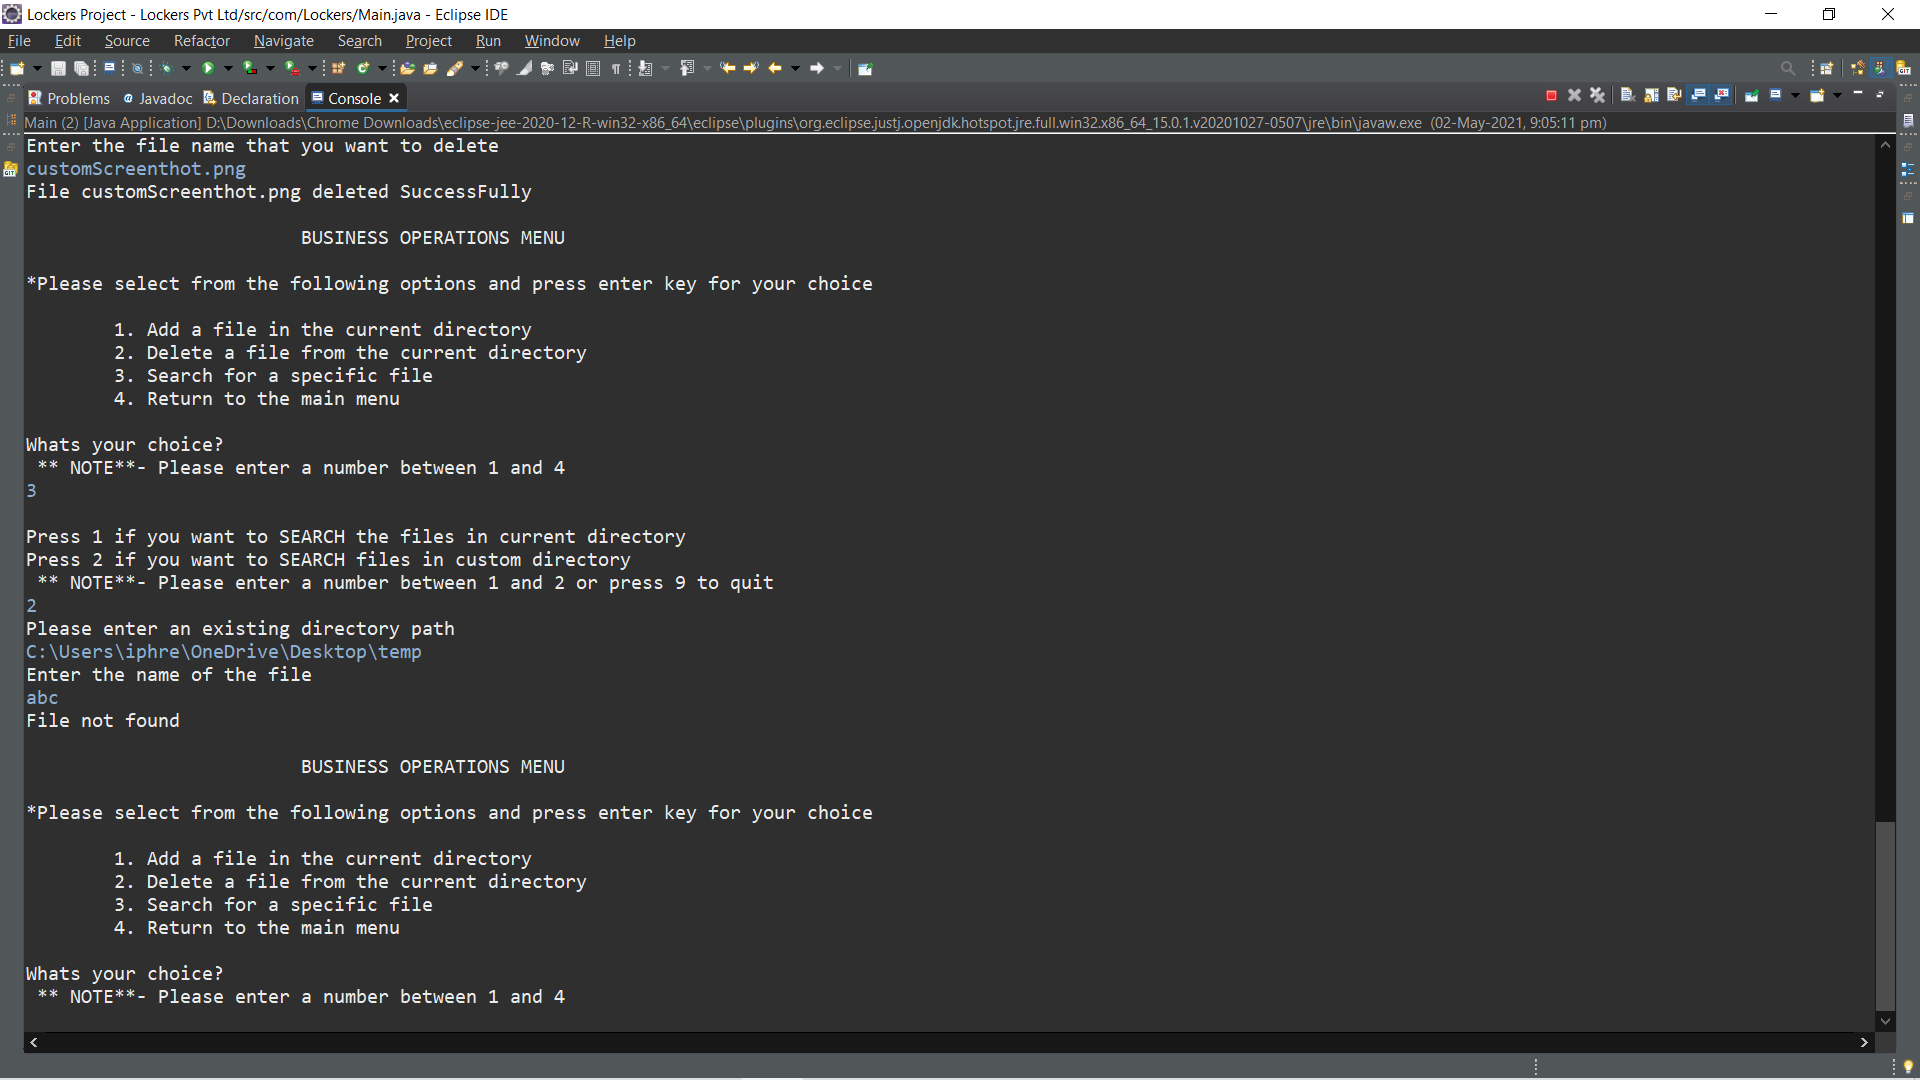 Lockers Project - Lockers Pvt Ltd/src/com/Lockers/Main.java - Eclipse IDE
File Edit Source Refactor Navigate Search Project Run Window Help
Problems Javadoc Declaration Console
Main (2) [Java Application] D:\Downloads\Chrome Downloads\eclipse-jee-2020-12-R-win32-x86_64\eclipse\plugins\org.eclipse.justj.openjdk.hotspot.jre.full.win32.x86_64_15.0.1.v20201027-0507\jre\bin\javaw.exe (02-May-2021, 9:05:11 pm)
Enter the file name that you want to delete
customScreenthot.png
File customScreenthot.png deleted SuccessFully
BUSINESS OPERATIONS MENU
*Please select from the following options and press enter key for your choice
1. Add a file in the current directory
2. Delete a file from the current directory
3. Search for a specific file
4. Return to the main menu
Whats your choice?
** NOTE**- Please enter a number between 1 and 4
3
Press 1 if you want to SEARCH the files in current directory
Press 2 if you want to SEARCH files in custom directory
** NOTE**- Please enter a number between 1 and 2 or press 9 to quit
2
Please enter an existing directory path
C:\Users\iphre\OneDrive\Desktop\temp
Enter the name of the file
abc
File not found
BUSINESS OPERATIONS MENU
*Please select from the following options and press enter key for your choice
1. Add a file in the current directory
2. Delete a file from the current directory
3. Search for a specific file
4. Return to the main menu
Whats your choice?
** NOTE**- Please enter a number between 1 and 4